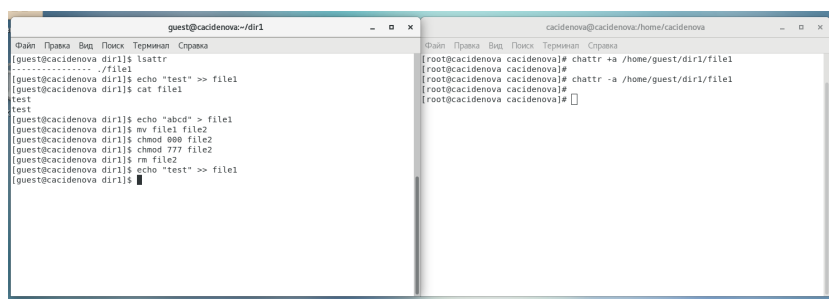 guest@cacidenova:~/dir1
Файл Правка Вид Поиск Терминал Справка
[guest@cacidenova dir1]$ lsattr
---------------- ./file1
[guest@cacidenova dir1]$ echo "test" >> file1
[guest@cacidenova dir1]$ cat file1
test
test
[guest@cacidenova dir1]$ echo "abcd" > file1
[guest@cacidenova dir1]$ mv file1 file2
[guest@cacidenova dir1]$ chmod 000 file2
[guest@cacidenova dir1]$ chmod 777 file2
[guest@cacidenova dir1]$ rm file2
[guest@cacidenova dir1]$ echo "test" >> file1
[guest@cacidenova dir1]$
cacidenova@cacidenova:/home/cacidenova
Файл Правка Вид Поиск Терминал Справка
[root@cacidenova cacidenova]# chattr +a /home/guest/dir1/file1
[root@cacidenova cacidenova]#
[root@cacidenova cacidenova]# chattr -a /home/guest/dir1/file1
[root@cacidenova cacidenova]#
[root@cacidenova cacidenova]#